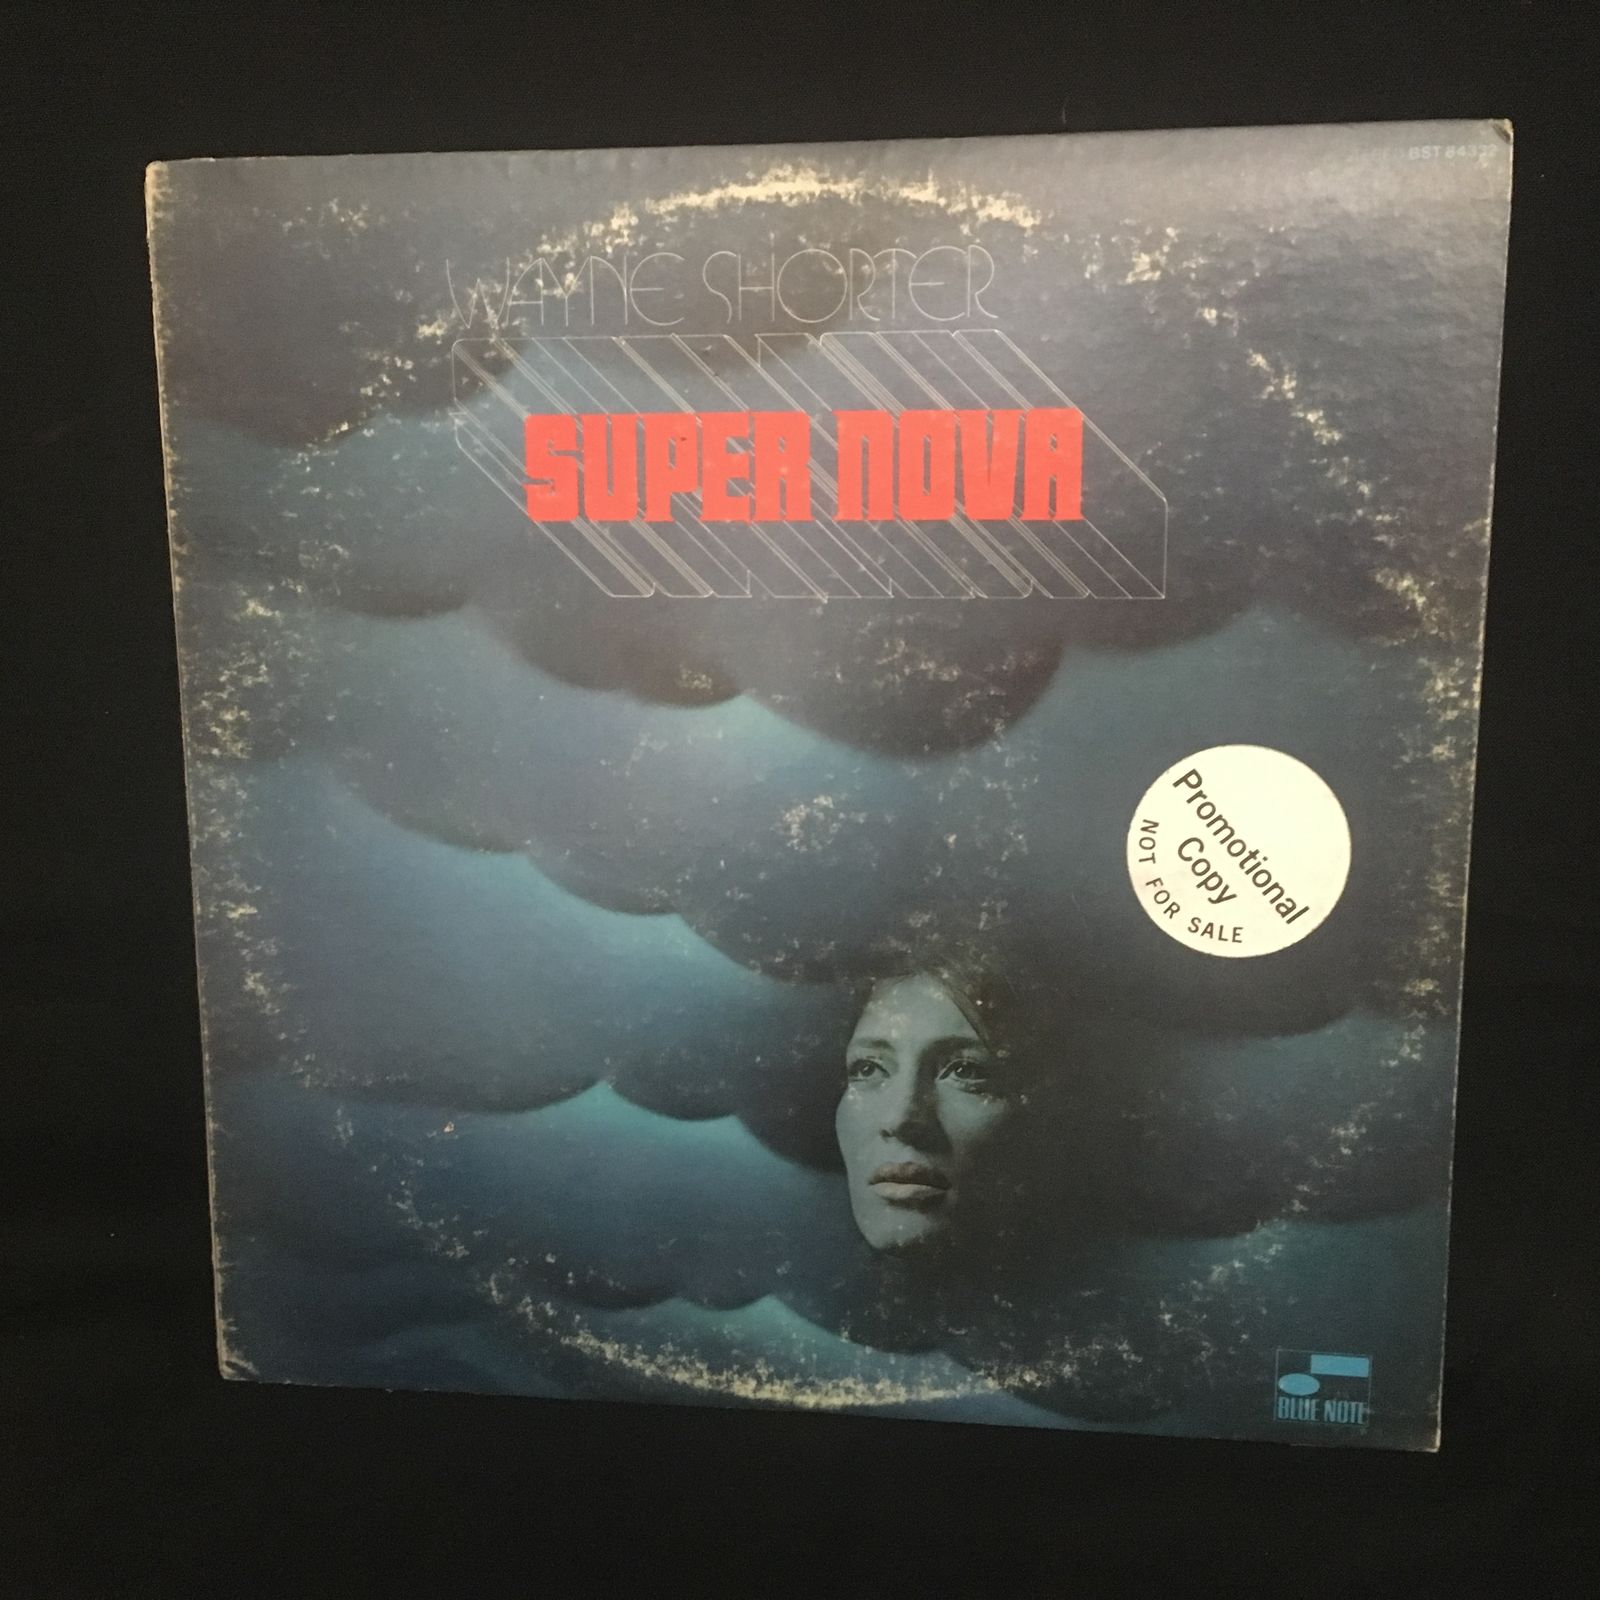 BST 84332
WAYNE SHORTER
SUPER NOVA
Promotional
Copy
NOT FOR SALE
BLUE NOTE